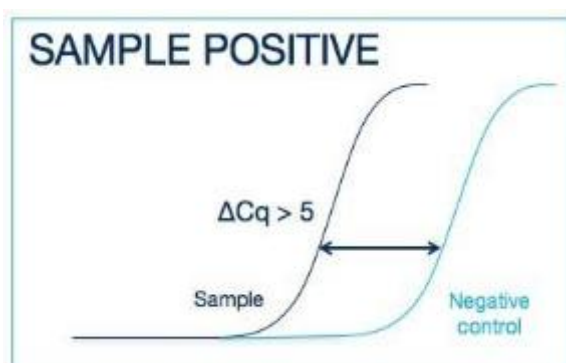 SAMPLE POSITIVE
ΔCq > 5
Sample
Negative
control